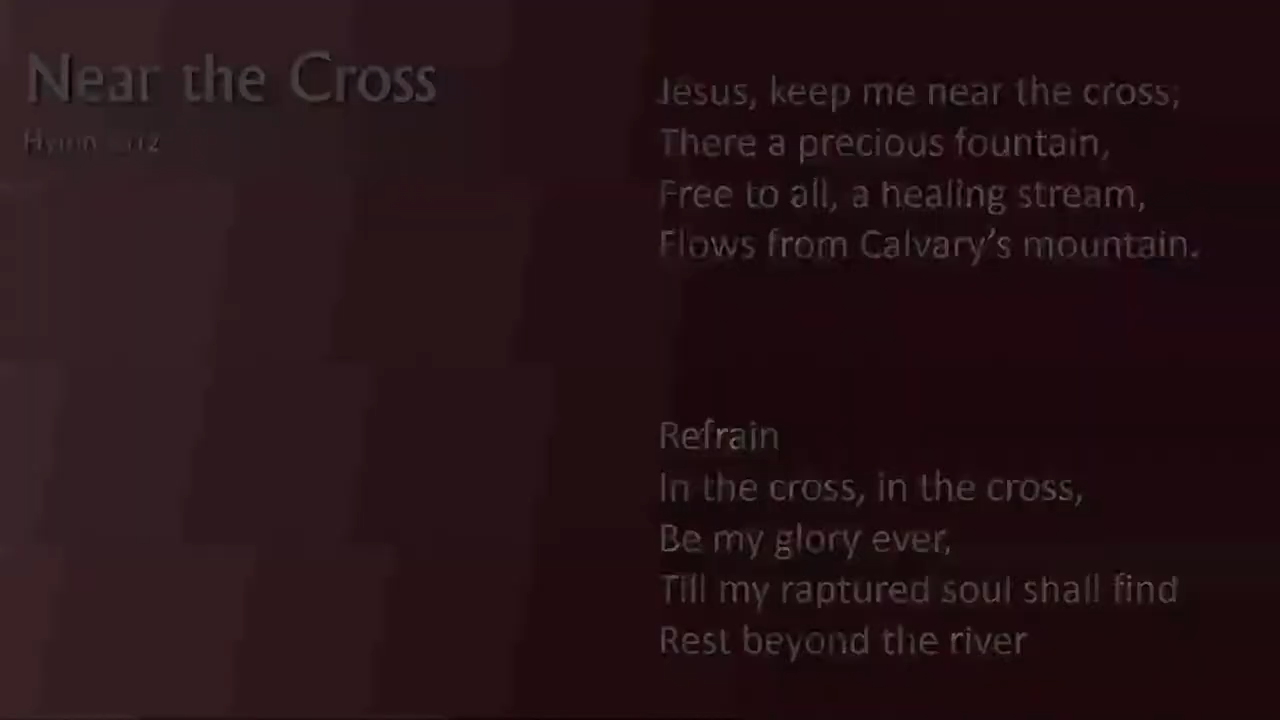 Near the Cross
Hymn
Jesus, keep me near the cross;
There a precious fountain,
Free to all, a healing stream,
Flows from Calvary’s mountain.
Refrain
In the cross, in the cross,
Be my glory ever,
Till my raptured soul shall find
Rest beyond the river